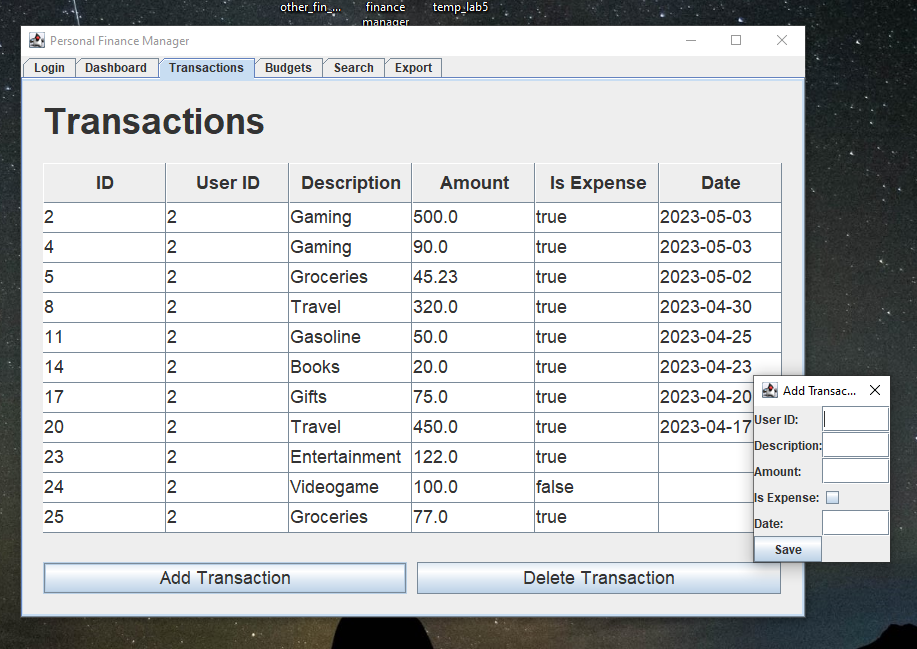 other_fin_... finance manager temp_lab5
Personal Finance Manager
Login Dashboard Transactions Budgets Search Export
Transactions
ID User ID Description Amount Is Expense Date
2 2 Gaming 500.0 true 2023-05-03
4 2 Gaming 90.0 true 2023-05-03
5 2 Groceries 45.23 true 2023-05-02
8 2 Travel 320.0 true 2023-04-30
11 2 Gasoline 50.0 true 2023-04-25
14 2 Books 20.0 true 2023-04-23
17 2 Gifts 75.0 true 2023-04-20
20 2 Travel 450.0 true 2023-04-17
23 2 Entertainment 122.0 true
24 2 Videogame 100.0 false
25 2 Groceries 77.0 true
Add Transaction Delete Transaction
Add Transac...
User ID:
Description:
Amount:
Is Expense:
Date:
Save